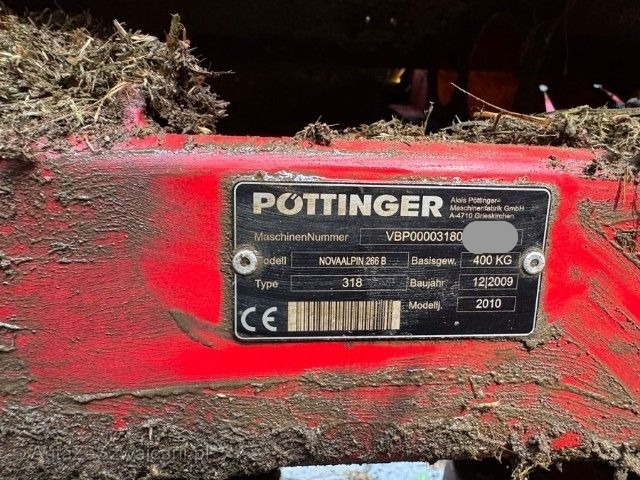 PÖTTINGER
Alois Pöttinger-
Maschinenfabrik GmbH
A-4710 Grieskirchen
MaschinenNummer VBP00003180
Modell NOVAALPIN 266 B Basisgew. 400 KG
Type 318 Baujahr 12|2009
Modellj. 2010
CE